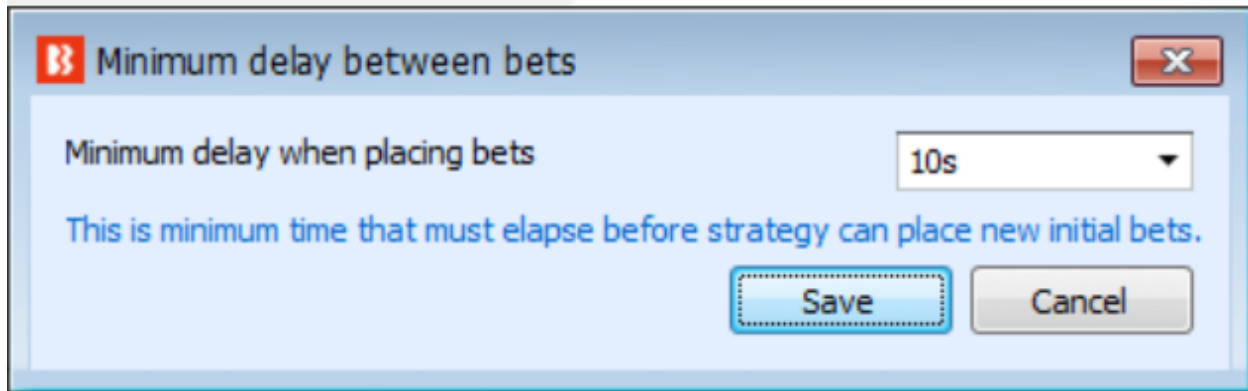 Minimum delay between bets
Minimum delay when placing bets 10s
This is minimum time that must elapse before strategy can place new initial bets.
Save Cancel